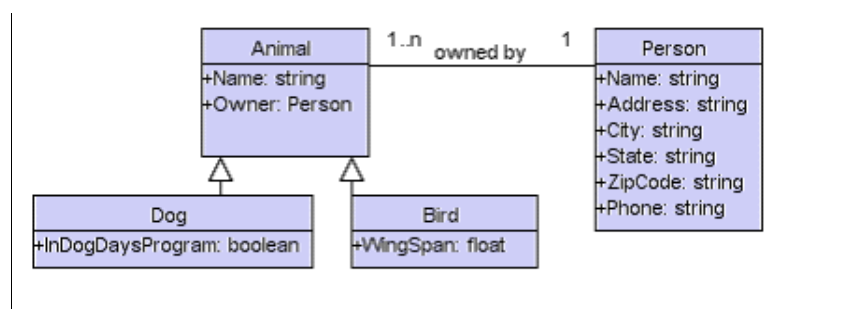 Animal
+Name: string
+Owner: Person
1..n
owned by
1
Person
+Name: string
+Address: string
+City: string
+State: string
+ZipCode: string
+Phone: string
Dog
+InDogDaysProgram: boolean
Bird
+WingSpan: float